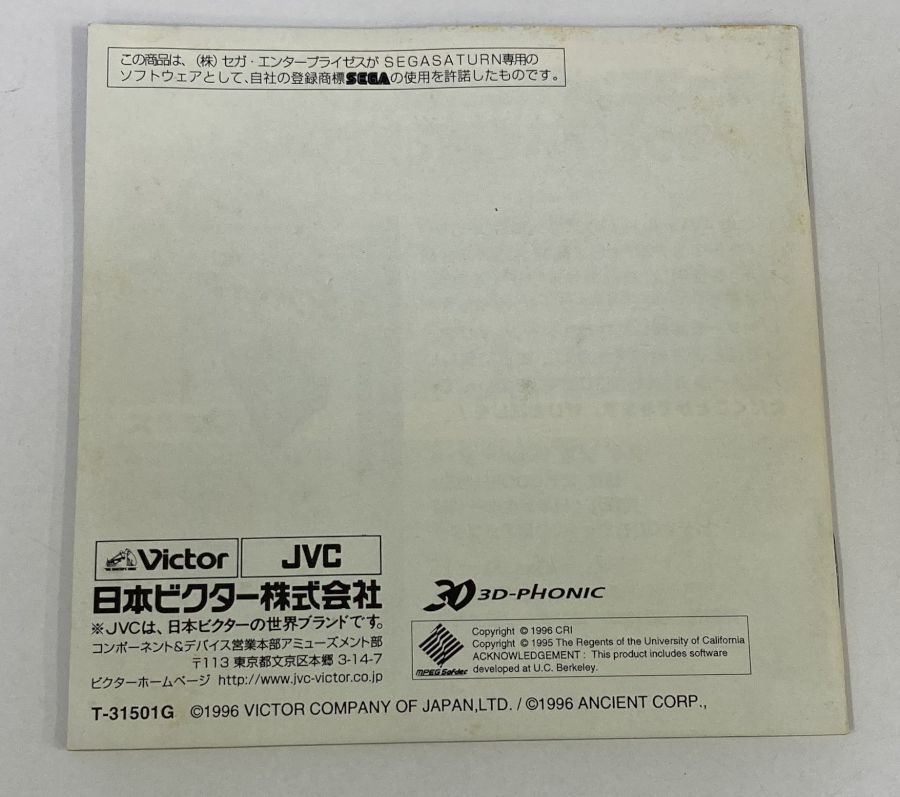 この商品は、(株)セガ・エンタープライゼスがSEGASATURN専用の
ソフトウェアとして、自社の登録商標SEGAの使用を許諾したものです。
Victor JVC
日本ビクター株式会社
※JVCは、日本ビクターの世界ブランドです。
コンポーネント&デバイス営業本部アミューズメント部
〒113 東京都文京区本郷 3-14-7
ビクターホームページ http://www.jvc-victor.co.jp
3D 3D-PHONIC
MPEG Sofdec
Copyright © 1996 CRI
Copyright © 1995 The Regents of the University of California
ACKNOWLEDGEMENT : This product includes software
developed at U.C. Berkeley.
T-31501G ©1996 VICTOR COMPANY OF JAPAN,LTD. / ©1996 ANCIENT CORP.,